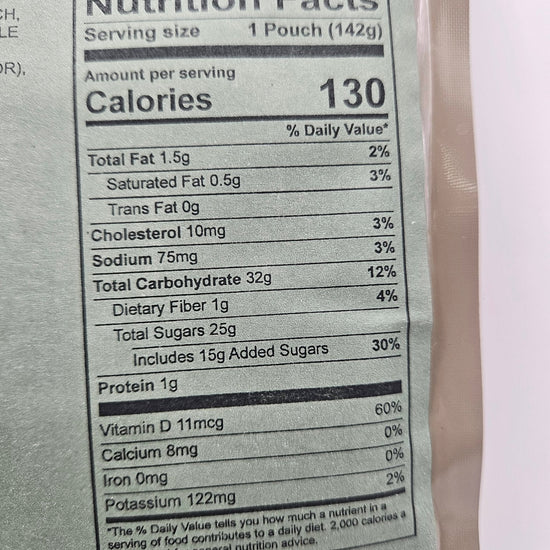 CH,
LE
OR),
Nutrition Facts
Serving size 1 Pouch (142g)
Amount per serving
Calories 130
% Daily Value*
Total Fat 1.5g 2%
Saturated Fat 0.5g 3%
Trans Fat 0g
Cholesterol 10mg 3%
Sodium 75mg 3%
Total Carbohydrate 32g 12%
Dietary Fiber 1g 4%
Total Sugars 25g
Includes 15g Added Sugars 30%
Protein 1g
Vitamin D 11mcg 60%
Calcium 8mg 0%
Iron 0mg 0%
Potassium 122mg 2%
*The % Daily Value tells you how much a nutrient in a
serving of food contributes to a daily diet. 2,000 calories a
general nutrition advice.